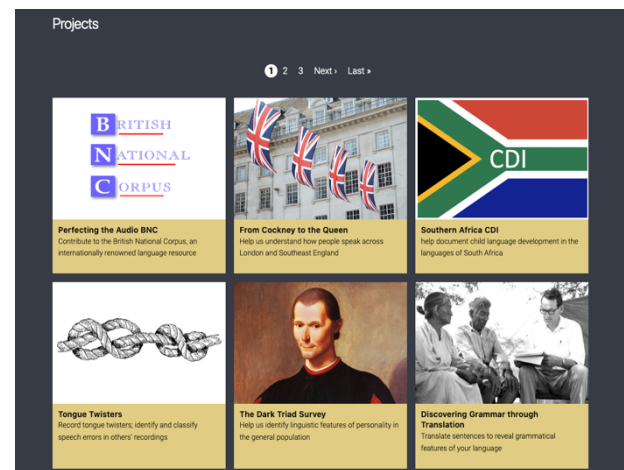 Projects
1 2 3 Next › Last »
BRITISH
NATIONAL
CORPUS
CDI
Perfecting the Audio BNC
Contribute to the British National Corpus, an
internationally renowned language resource
From Cockney to the Queen
Help us understand how people speak across
London and Southeast England
Southern Africa CDI
help document child language development in the
languages of South Africa
Tongue Twisters
Record tongue twisters; identify and classify
speech errors in others' recordings
The Dark Triad Survey
Help us identify linguistic features of personality in
the general population
Discovering Grammar through
Translation
Translate sentences to reveal grammatical
features of your language